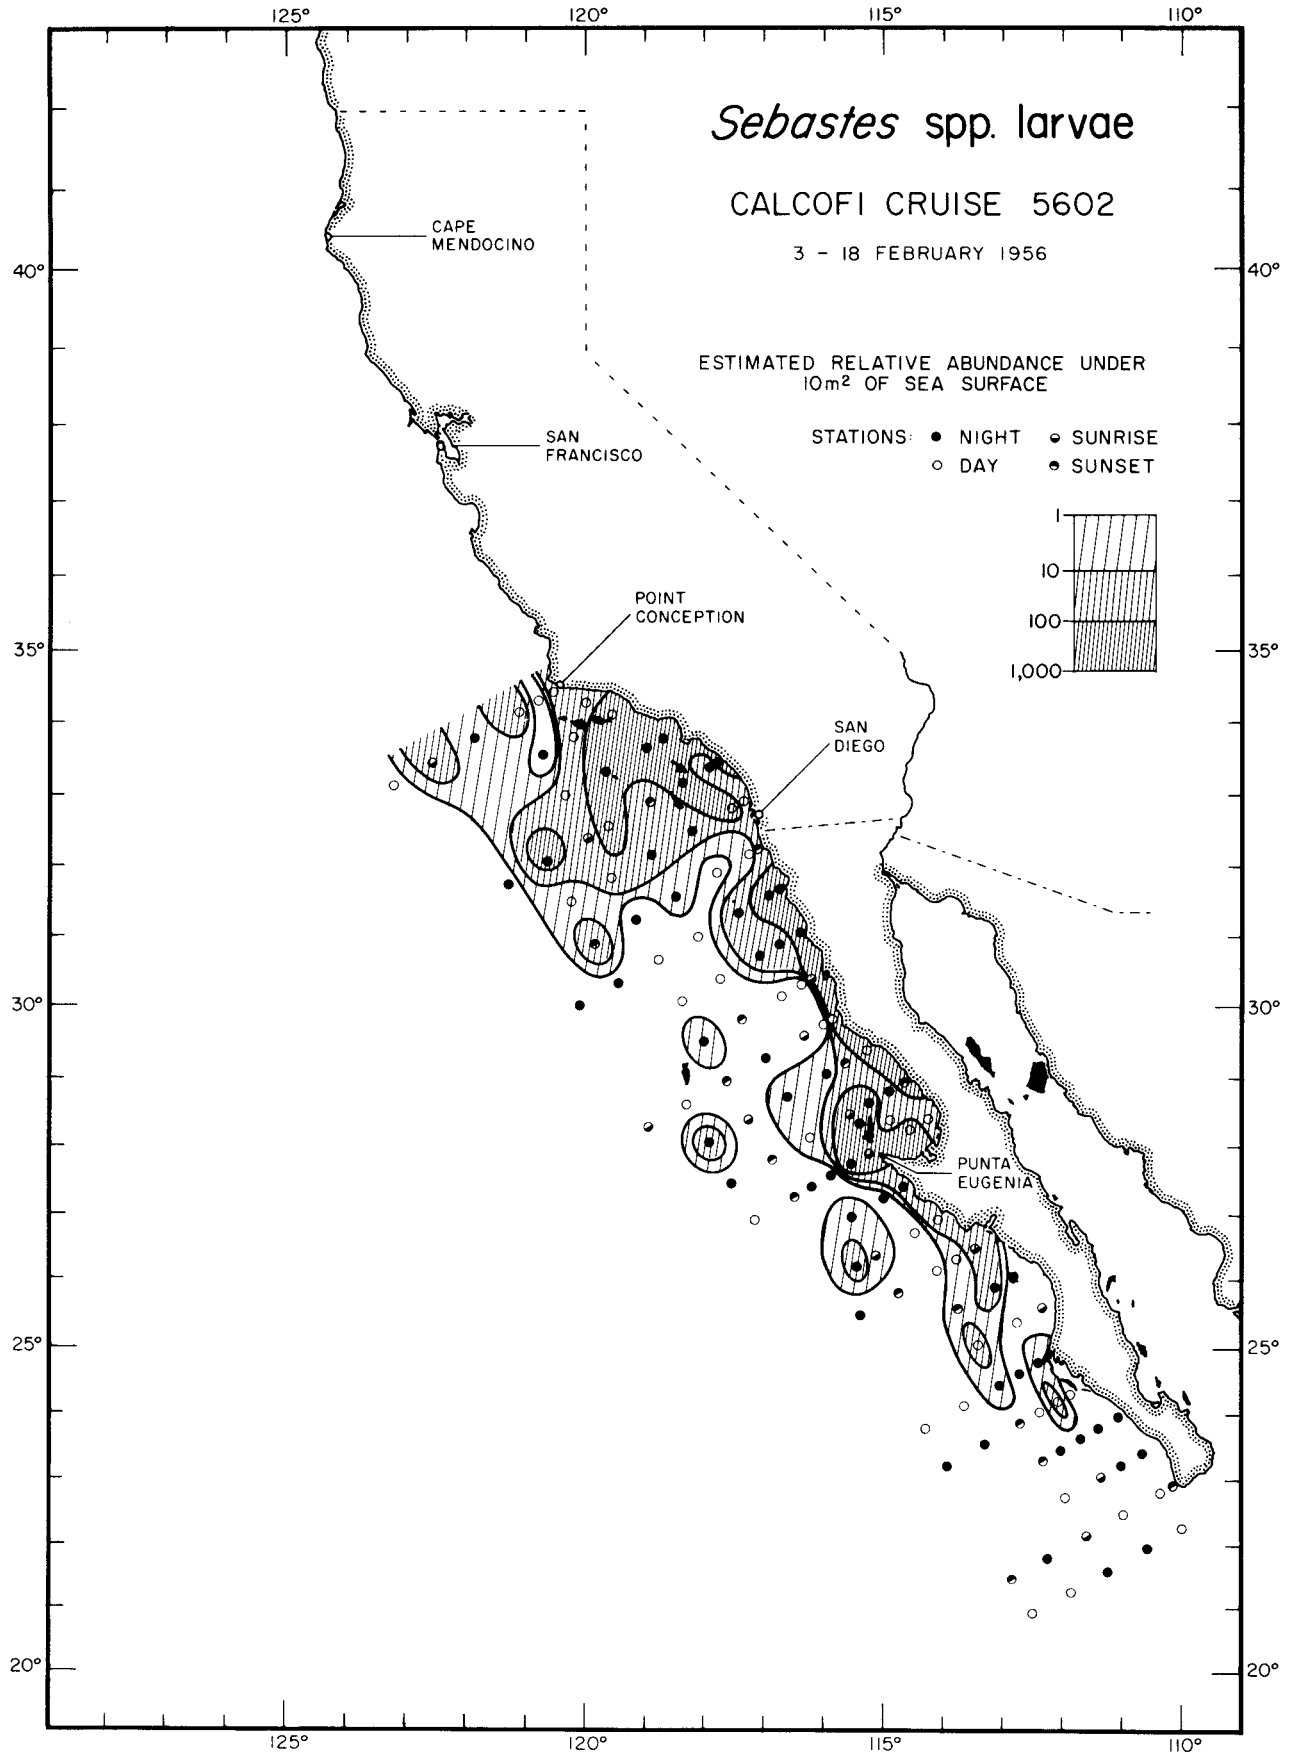 125° 120° 115° 110°
Sebastes spp. larvae
CALCOFI CRUISE 5602
3 - 18 FEBRUARY 1956
CAPE
MENDOCINO
40° 40°
ESTIMATED RELATIVE ABUNDANCE UNDER
10m² OF SEA SURFACE
STATIONS: ● NIGHT SUNRISE
○ DAY SUNSET
SAN
FRANCISCO
1
10
100
1,000
POINT
CONCEPTION
35° 35°
SAN
DIEGO
30° 30°
PUNTA
EUGENIA
25° 25°
20° 20°
125° 120° 115° 110°